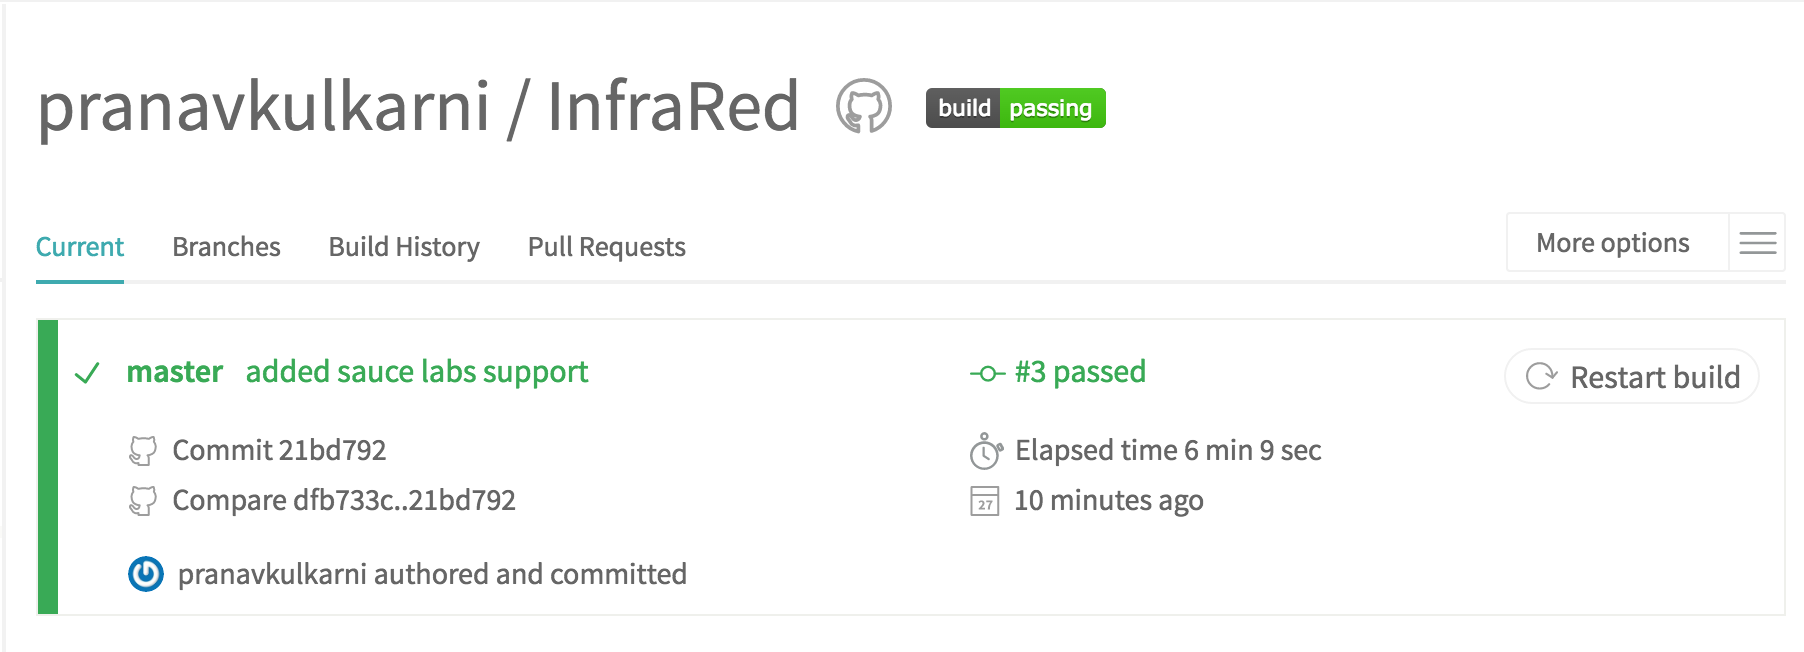 pranavkulkarni / InfraRed build passing
Current Branches Build History Pull Requests More options
master added sauce labs support #3 passed Restart build
Commit 21bd792 Elapsed time 6 min 9 sec
Compare dfb733c..21bd792 27 10 minutes ago
pranavkulkarni authored and committed